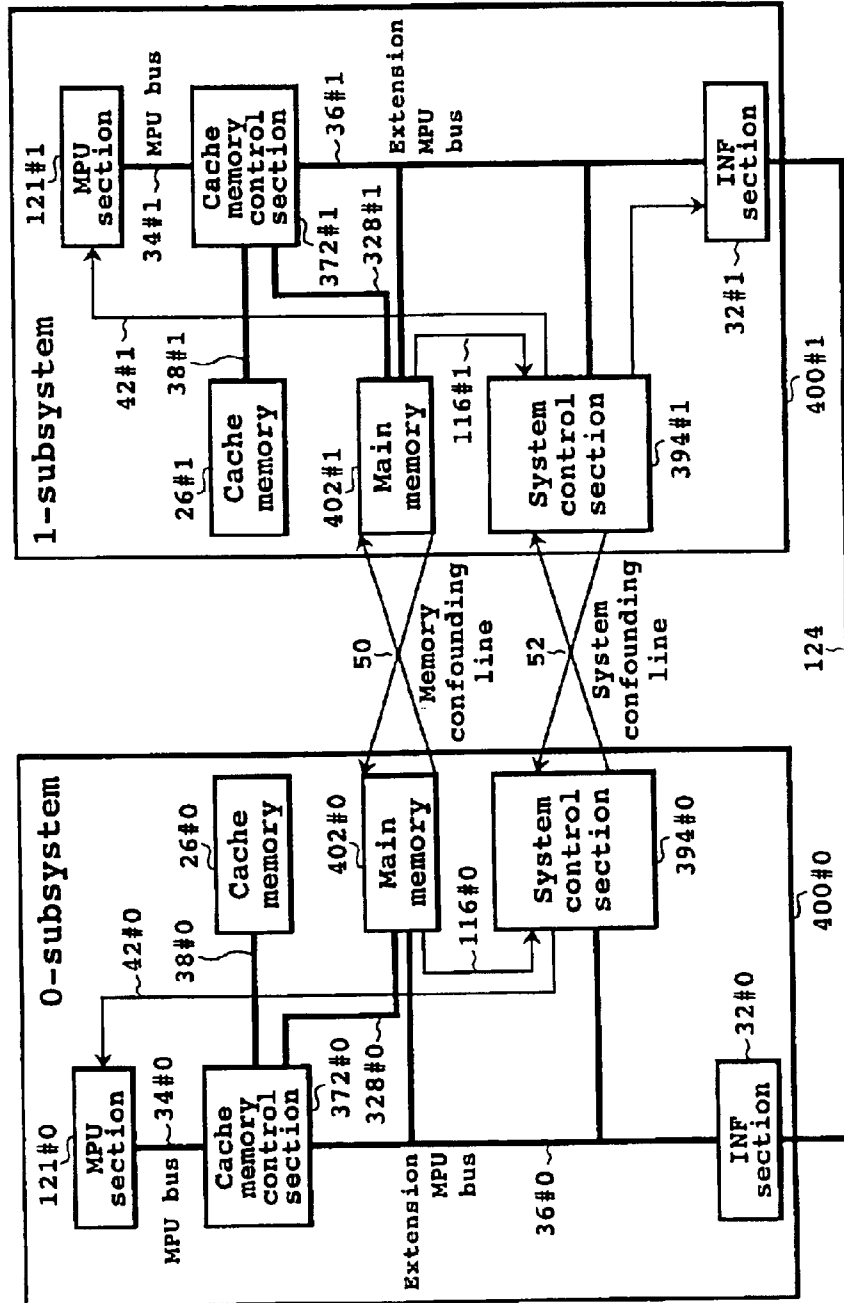 0-subsystem
121#0
MPU
section
34#0
MPU bus
42#0
38#0
26#0
Cache
memory
Cache
memory
control
section
372#0
328#0
402#0
Main
memory
116#0
Extension
MPU
bus
36#0
System
control
section
394#0
INF
section
32#0
400#0
50
Memory
confounding
line
52
System
confounding
line
124
1-subsystem
121#1
MPU
section
34#1
MPU bus
42#1
38#1
26#1
Cache
memory
Cache
memory
control
section
372#1
328#1
36#1
402#1
Main
memory
116#1
Extension
MPU
bus
System
control
section
394#1
INF
section
32#1
400#1